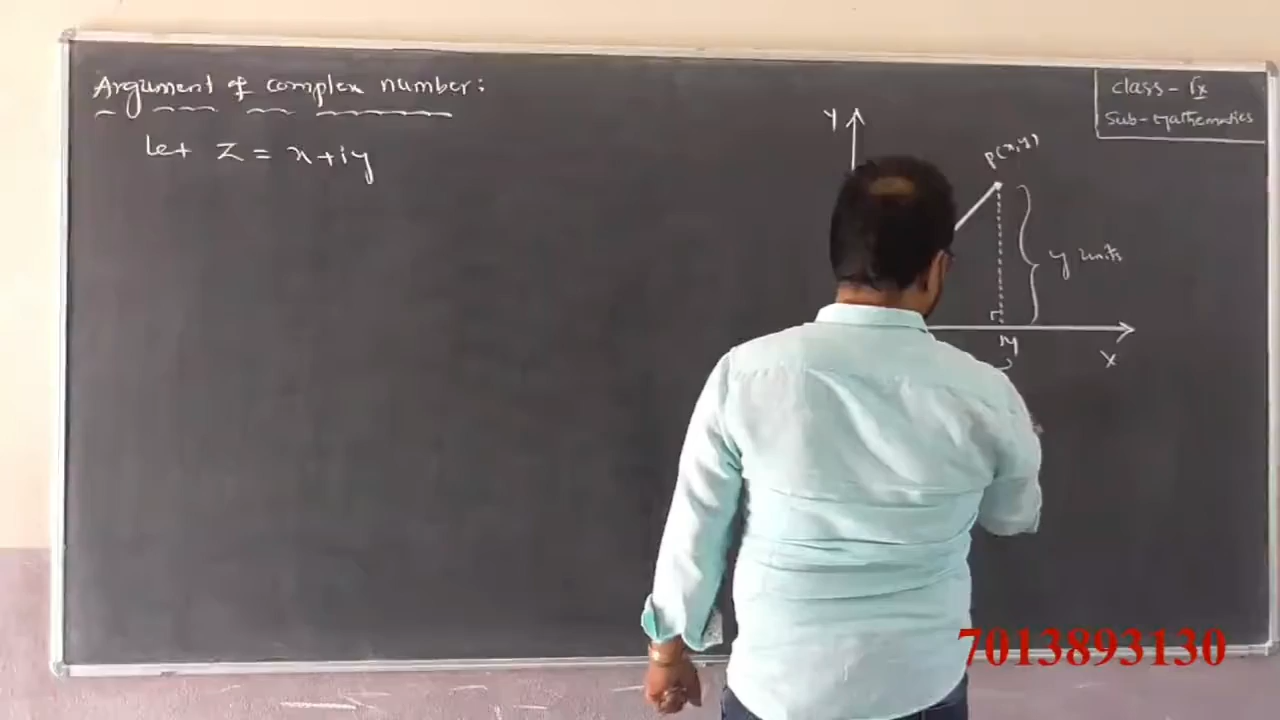 Argument of complex number:
Let Z = x+iy
class - IX
Sub - Mathematics
Y
P(x,y)
y units
M
X
7013893130